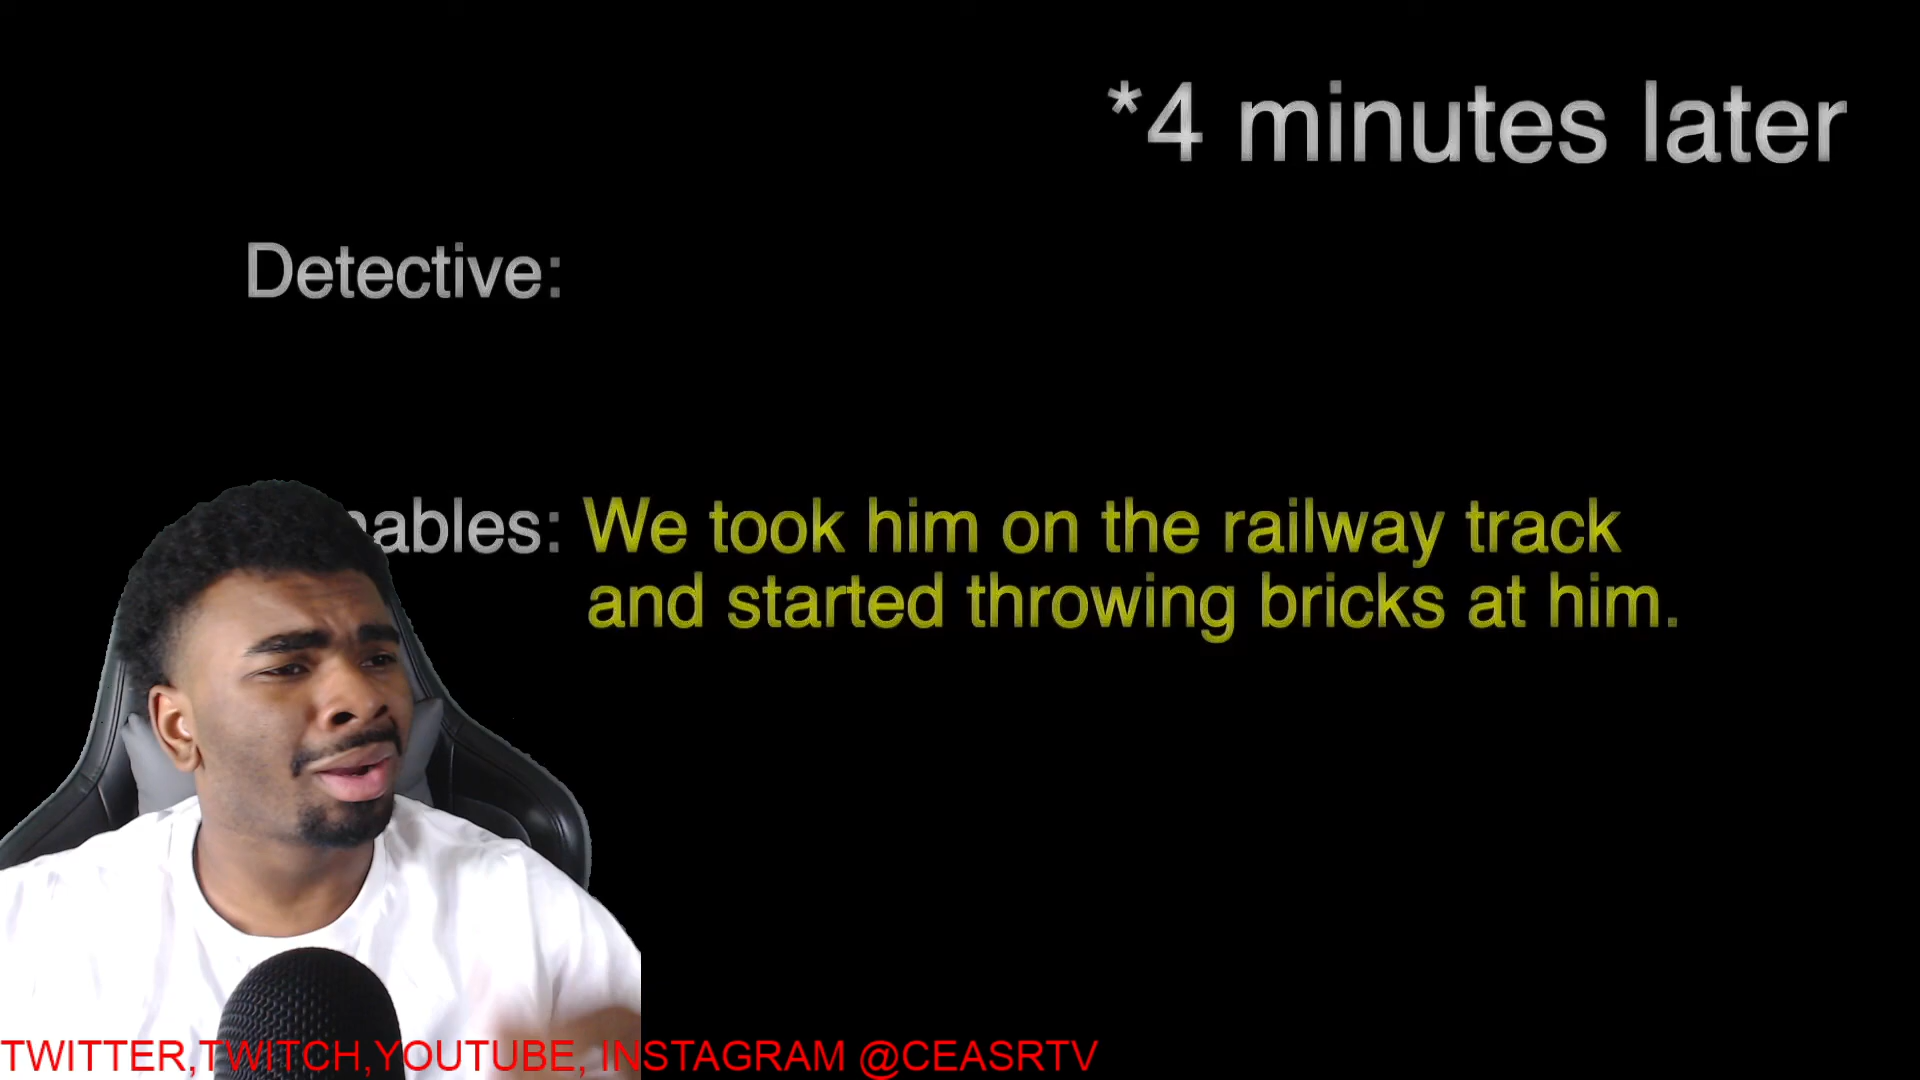 *4 minutes later
Detective:
ables: We took him on the railway track
and started throwing bricks at him.
TWITTER,TWITCH,YOUTUBE, INSTAGRAM @CEASRTV